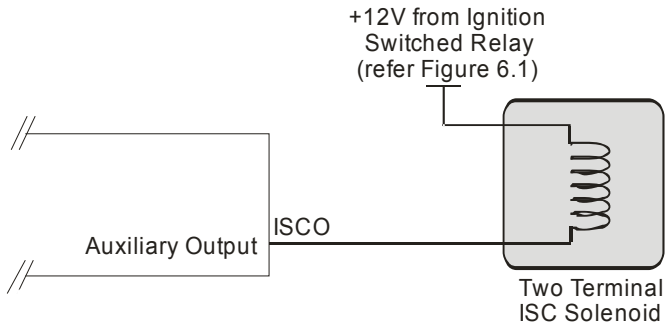 +12V from Ignition
Switched Relay
(refer Figure 6.1)
ISCO
Auxiliary Output
Two Terminal
ISC Solenoid